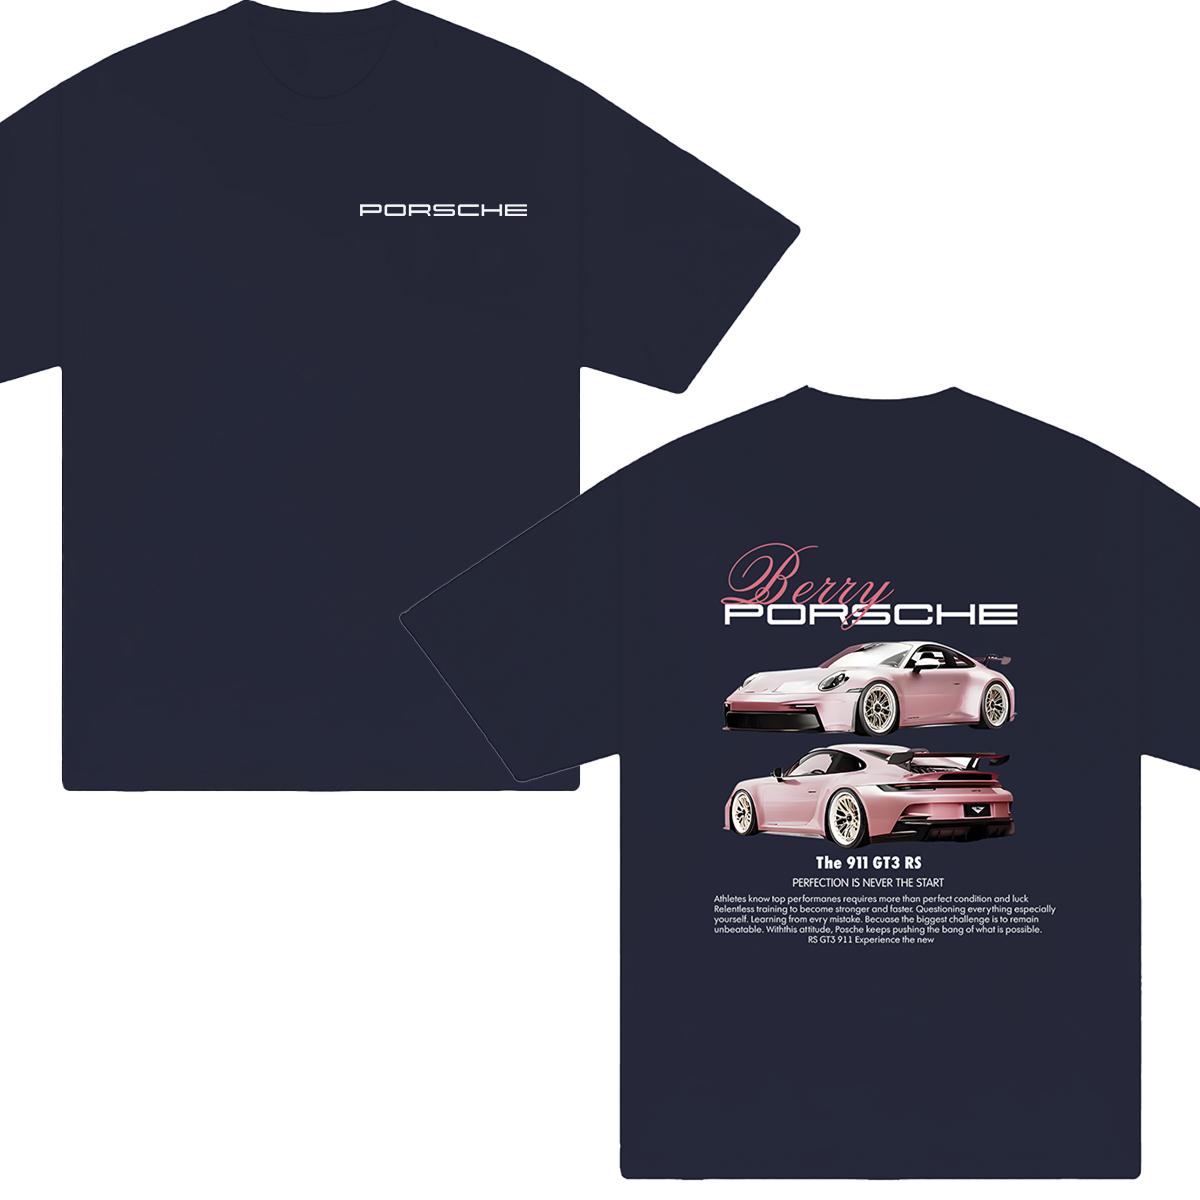 PORSCHE
Berry
PORSCHE
The 911 GT3 RS
PERFECTION IS NEVER THE START
Athletes know top performanes requires more than perfect condition and luck
Relentless training to become stronger and faster. Questioning everything especially
yourself. Learning from evry mistake. Becuase the biggest challenge is to remain
unbeatable. Withthis attitude, Posche keeps pushing the bang of what is possible.
RS GT3 911 Experience the new